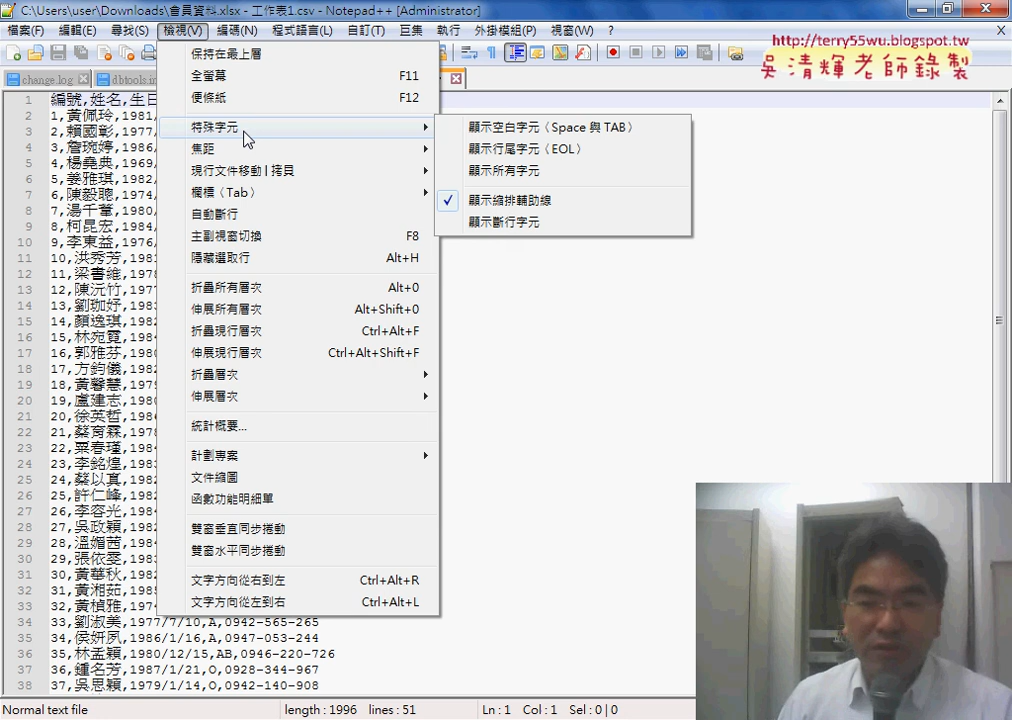 C:\Users\user\Downloads\會員資料.xlsx - 工作表1.csv - Notepad++ [Administrator]
檔案(F) 編輯(E) 尋找(S) 檢視(V) 編碼(N) 程式語言(L) 自訂(T) 巨集 執行 外掛模組(P) 視窗(W) ? X
http://terry55wu.blogspot.tw
吳清輝老師錄製
change.log
dbtools.in
保持在最上層
全螢幕 F11
便條紙 F12
特殊字元
焦距
現行文件移動|拷貝
欄標（Tab）
自動斷行
主副視窗切換 F8
隱藏選取行 Alt+H
折疊所有層次 Alt+0
伸展所有層次 Alt+Shift+0
折疊現行層次 Ctrl+Alt+F
伸展現行層次 Ctrl+Alt+Shift+F
折疊層次
伸展層次
統計概要...
計劃專案
文件縮圖
函數功能明細單
雙窗垂直同步捲動
雙窗水平同步捲動
文字方向從右到左 Ctrl+Alt+R
文字方向從左到右 Ctrl+Alt+L
顯示空白字元（Space 與 TAB）
顯示行尾字元（EOL）
顯示所有字元
顯示縮排輔助線
顯示斷行字元
1 編號,姓名,生日
2 1,黃佩玲,1981/
3 2,賴國彰,1977,
4 3,詹琬婷,1986/
5 4,楊堯典,1969/
6 5,姜雅琪,1982/
7 6,陳毅聰,1974/
8 7,湯千葦,1980/
9 8,柯昆宏,1984/
10 9,李東益,1976/
11 10,洪秀芳,1981
12 11,梁書維,1978
13 12,陳沅竹,1977
14 13,劉珈妤,1983
15 14,顏逸琪,1982
16 15,林宛霓,1984
17 16,郭雅芬,1980
18 17,方鈞儀,1982
19 18,黃馨慧,1979
20 19,盧建志,1980
21 20,徐英哲,1986
22 21,蔡育霖,1978
23 22,粟春瑾,1984
24 23,李銘煌,1983
25 24,蔡以真,1982
26 25,許仁峰,1982
27 26,李容光,1984
28 27,吳政穎,1982
29 28,溫媚茜,1984
30 29,張依雯,1983
31 30,黃華秋,1982
32 31,黃湘茹,1985
33 32,黃楨雅,1974
34 33,劉淑美,1977/7/10,A,0942-565-265
35 34,侯妍夙,1986/1/16,A,0947-053-244
36 35,林孟穎,1980/12/15,AB,0946-220-726
37 36,鍾名芳,1987/1/21,O,0928-344-967
38 37,吳思穎,1979/1/14,O,0942-140-908
Normal text file length : 1996 lines : 51 Ln : 1 Col : 1 Sel : 0 | 0